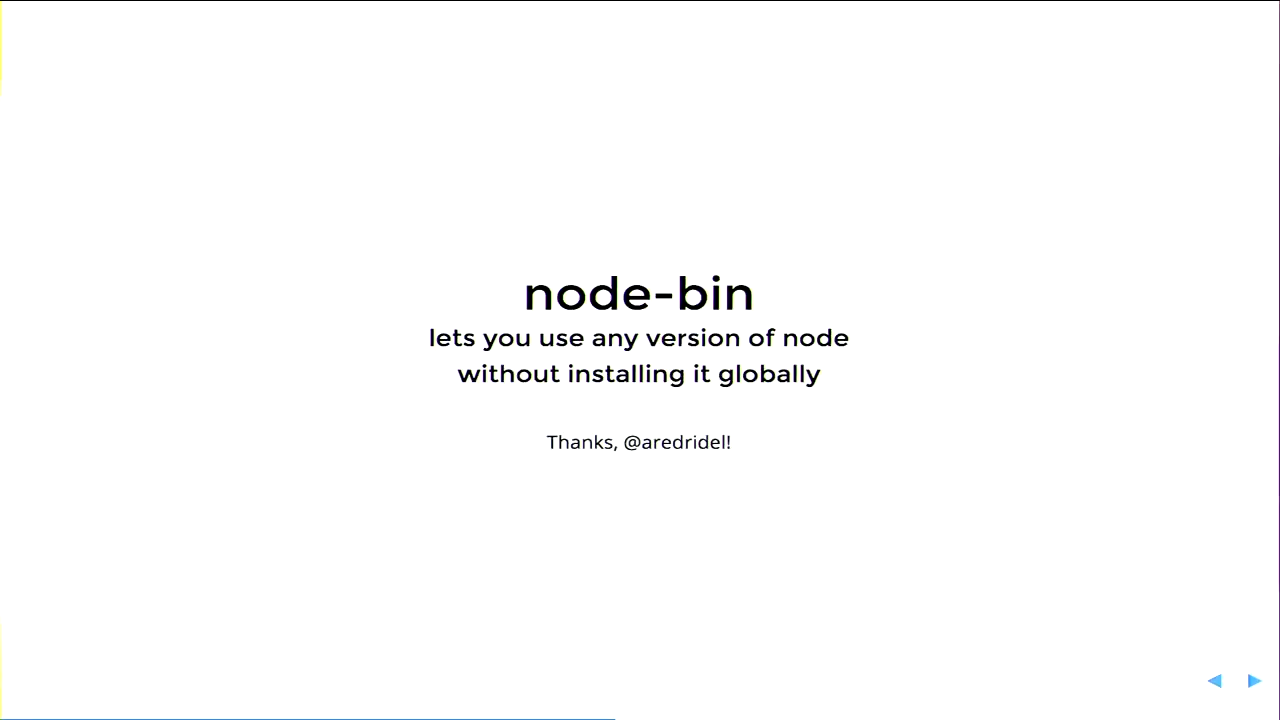 node-bin
lets you use any version of node
without installing it globally
Thanks, @aredridel!